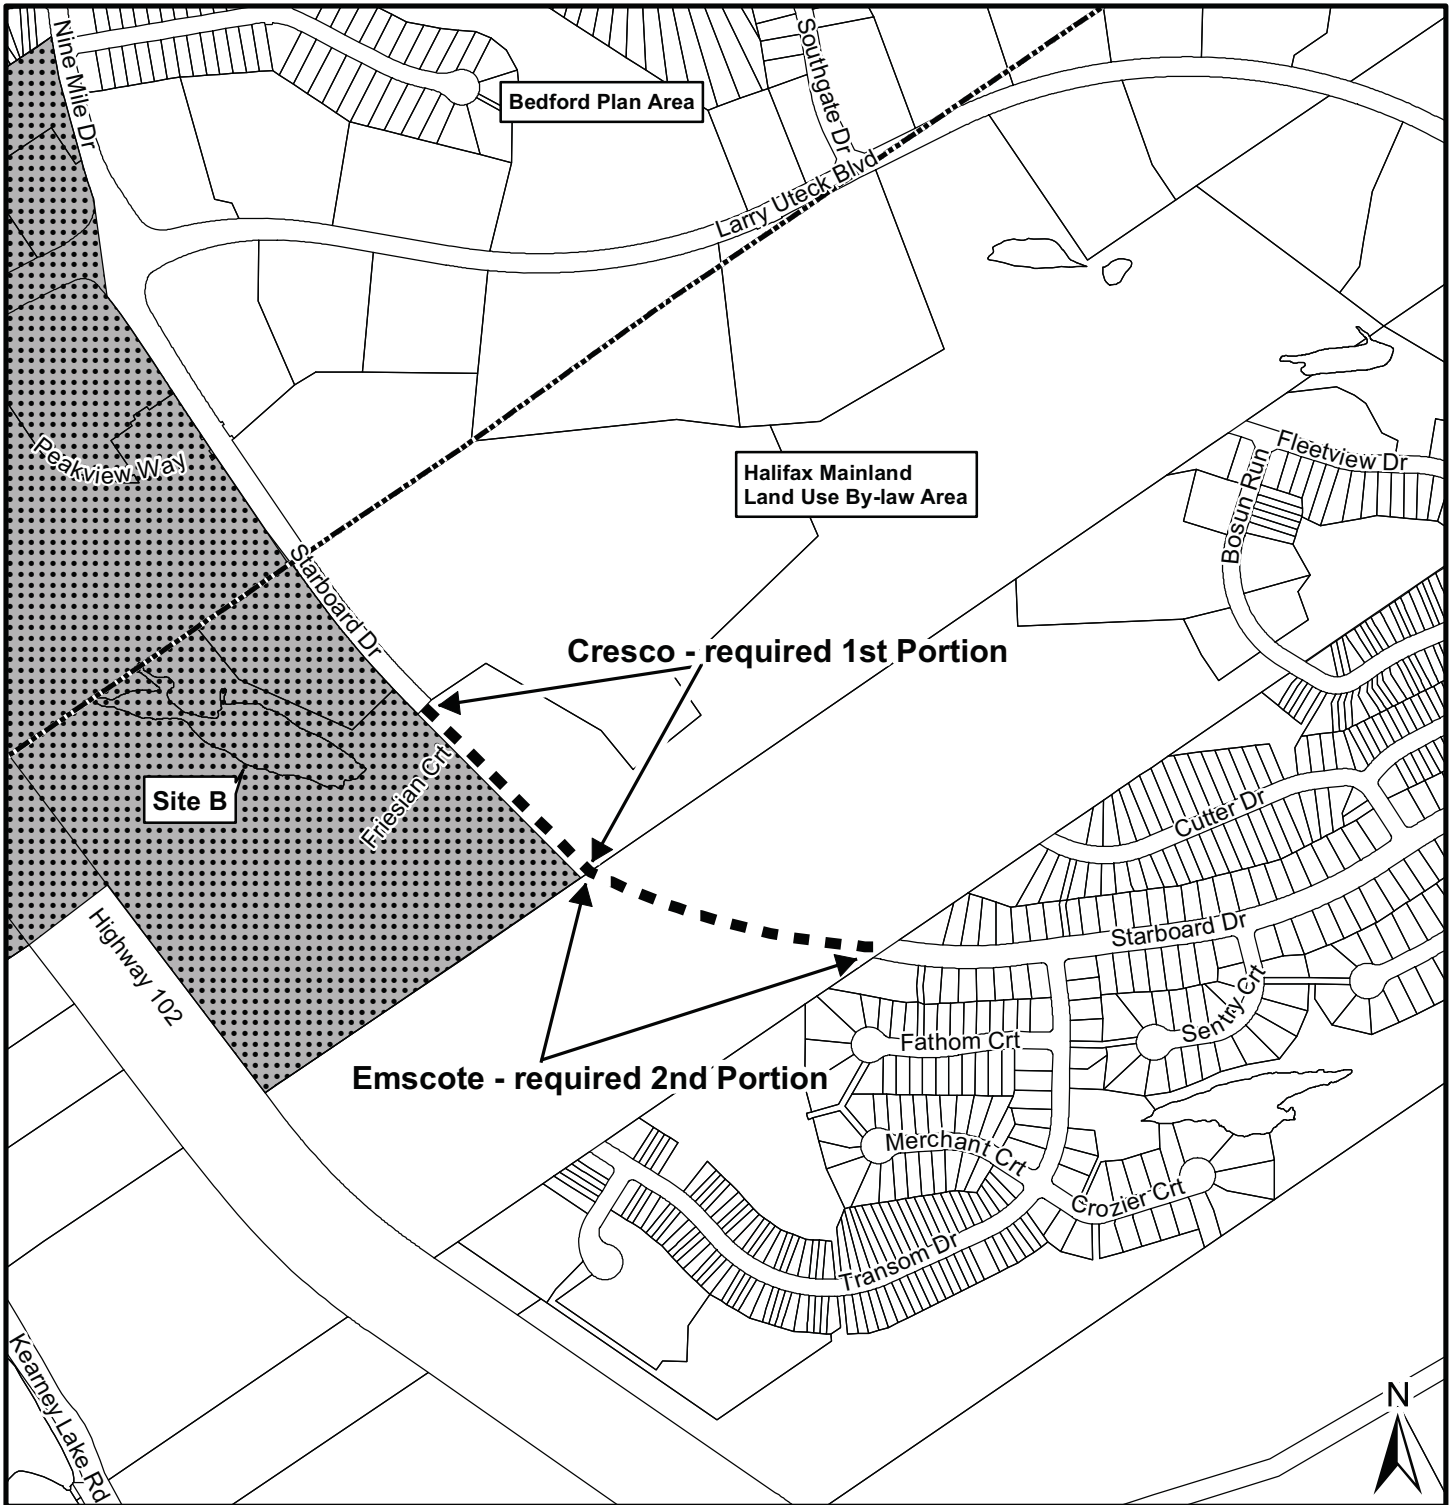 Nine Mile Dr
Southgate Dr
Bedford Plan Area
Larry Uteck Blvd
Peakview Way
Halifax Mainland
Land Use By-law Area
Fleetview Dr
Bosun Run
Starboard Dr
Cresco - required 1st Portion
Site B
Friesian Crt
Cutter Dr
Starboard Dr
Highway 102
Sentry Crt
Fathom Crt
Emscote - required 2nd Portion
Merchant Crt
Crozier Crt
Transom Dr
Kearney Lake Rd
N